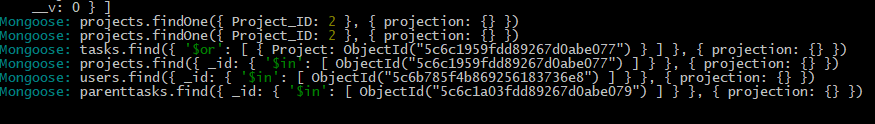 __v: 0 } ]
Mongoose: projects.findOne({ Project_ID: 2 }, { projection: {} })
Mongoose: projects.findOne({ Project_ID: 2 }, { projection: {} })
Mongoose: tasks.find({ '$or': [ { Project: ObjectId("5c6c1959fdd89267d0abe077") } ] }, { projection: {} })
Mongoose: projects.find({ _id: { '$in': [ ObjectId("5c6c1959fdd89267d0abe077") ] } }, { projection: {} })
Mongoose: users.find({ _id: { '$in': [ ObjectId("5c6b785f4b869256183736e8") ] } }, { projection: {} })
Mongoose: parenttasks.find({ _id: { '$in': [ ObjectId("5c6c1a03fdd89267d0abe079") ] } }, { projection: {} })